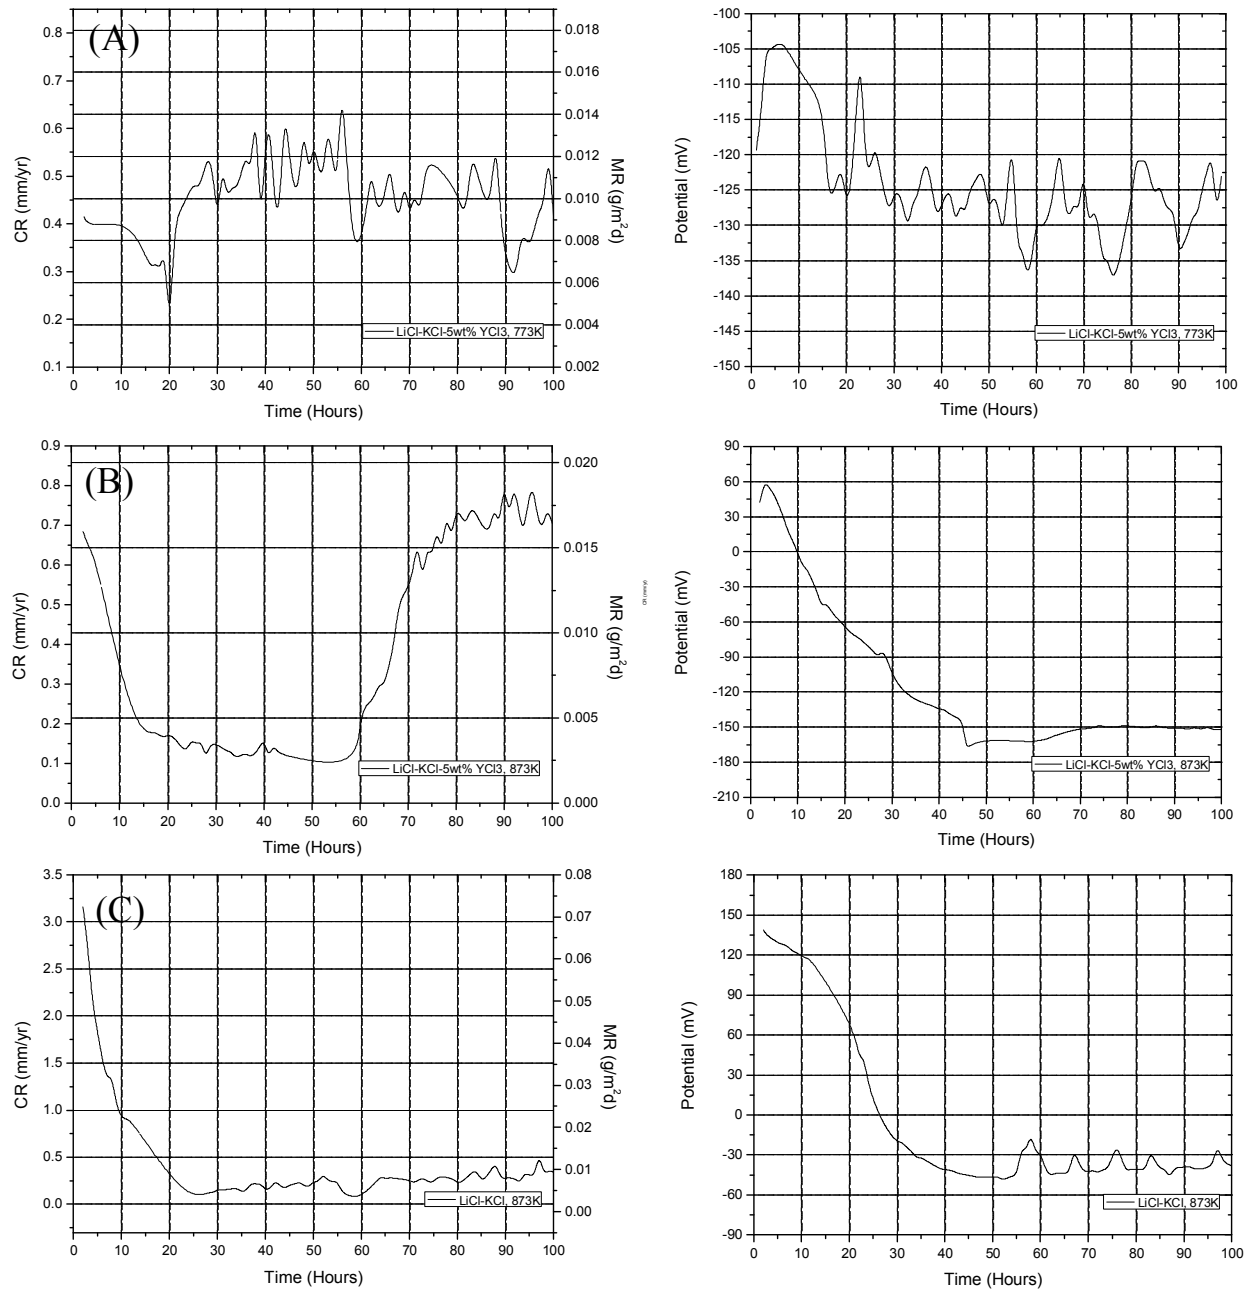 (A)
CR (mm/yr)
0.8
0.7
0.6
0.5
0.4
0.3
0.2
0.1
0.018
0.016
0.014
0.012
0.010
0.008
0.006
0.004
0.002
MR (g/m²d)
LiCl-KCl-5wt% YCl3, 773K
0 10 20 30 40 50 60 70 80 90 100
Time (Hours)
Potential (mV)
-100
-105
-110
-115
-120
-125
-130
-135
-140
-145
-150
LiCl-KCl-5wt% YCl3, 773K
0 10 20 30 40 50 60 70 80 90 100
Time (Hours)
(B)
CR (mm/yr)
0.9
0.8
0.7
0.6
0.5
0.4
0.3
0.2
0.1
0.0
0.020
0.015
0.010
0.005
0.000
MR (g/m²d)
LiCl-KCl-5wt% YCl3, 873K
0 10 20 30 40 50 60 70 80 90 100
Time (Hours)
CR (mm/yr)
Potential (mV)
90
60
30
0
-30
-60
-90
-120
-150
-180
-210
LiCl-KCl-5wt% YCl3, 873K
0 10 20 30 40 50 60 70 80 90 100
Time (Hours)
(C)
CR (mm/yr)
3.5
3.0
2.5
2.0
1.5
1.0
0.5
0.0
0.08
0.07
0.06
0.05
0.04
0.03
0.02
0.01
0.00
MR (g/m²d)
LiCl-KCl, 873K
0 10 20 30 40 50 60 70 80 90 100
Time (Hours)
Potential (mV)
180
150
120
90
60
30
0
-30
-60
-90
LiCl-KCl, 873K
0 10 20 30 40 50 60 70 80 90 100
Time (Hours)